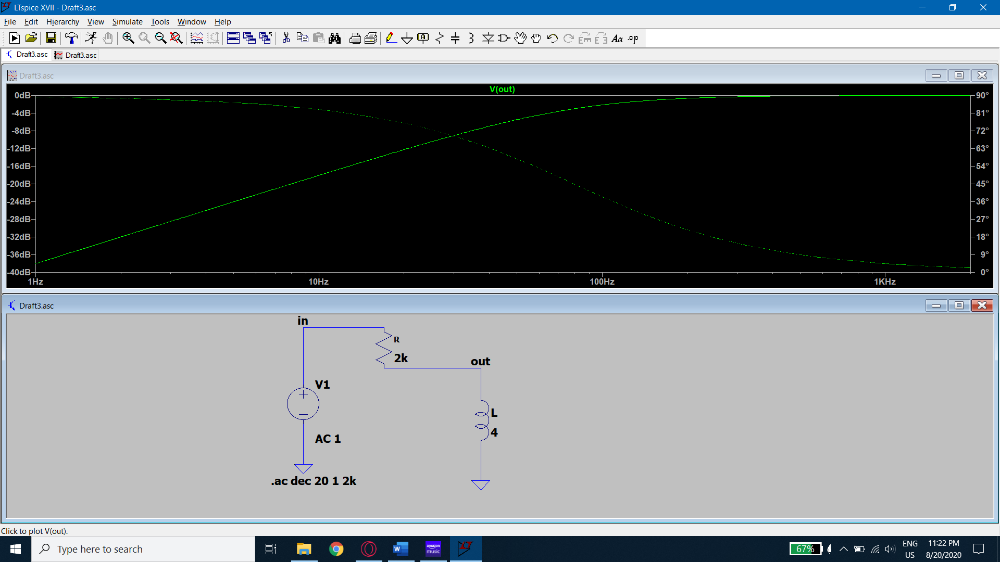 LTspice XVII - Draft3.asc
File Edit Hierarchy View Simulate Tools Window Help
Aa .op
Draft3.asc Draft3.asc
Draft3.asc
V(out)
0dB 90°
-4dB 81°
-8dB 72°
-12dB 63°
-16dB 54°
-20dB 45°
-24dB 36°
-28dB 27°
-32dB 18°
-36dB 9°
-40dB 0°
1Hz 10Hz 100Hz 1KHz
Draft3.asc
in
R
2k
out
V1
L
4
AC 1
.ac dec 20 1 2k
Click to plot V(out).
Type here to search
W
amazon music
67%
ENG
US
11:22 PM
8/20/2020